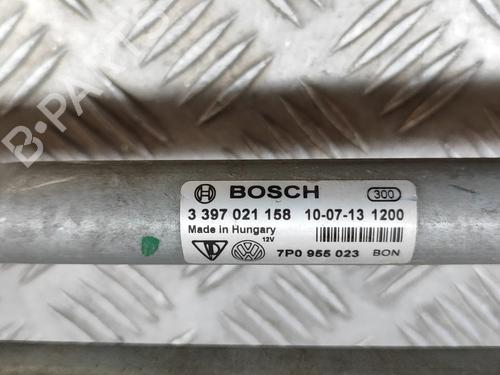 B-PARTS
BOSCH 300
3 397 021 158 10-07-13 1200
Made in Hungary
12V
7P0 955 023 BON